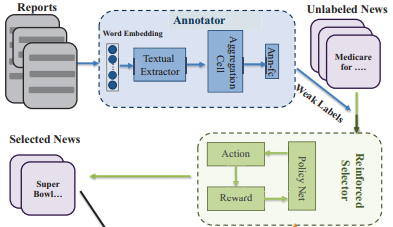 Reports
Annotator
Unlabeled News
Word Embedding
Textual
Extractor
Aggregation
Cell
Ann-fc
Medicare
for ....
Weak Labels
Selected News
Super
Bowl...
Action
Reward
Policy Net
Reinforced
Selector